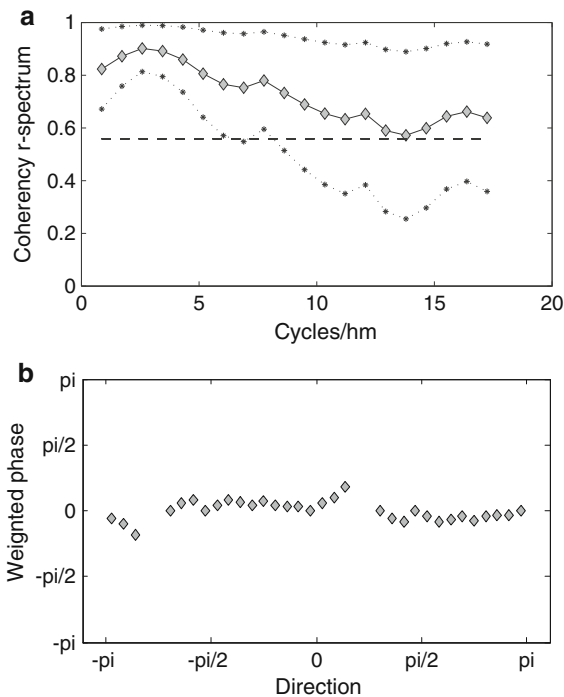 a
1
0.8
0.6
0.4
0.2
0
Coherency r-spectrum
0 5 10 15 20
Cycles/hm
b
pi
pi/2
0
-pi/2
-pi
Weignted phase
-pi -pi/2 0 pi/2 pi
Direction